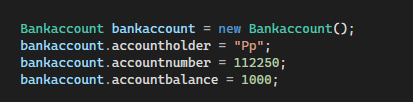 Bankaccount bankaccount = new Bankaccount();
bankaccount.accountholder = "Pp";
bankaccount.accountnumber = 112250;
bankaccount.accountbalance = 1000;